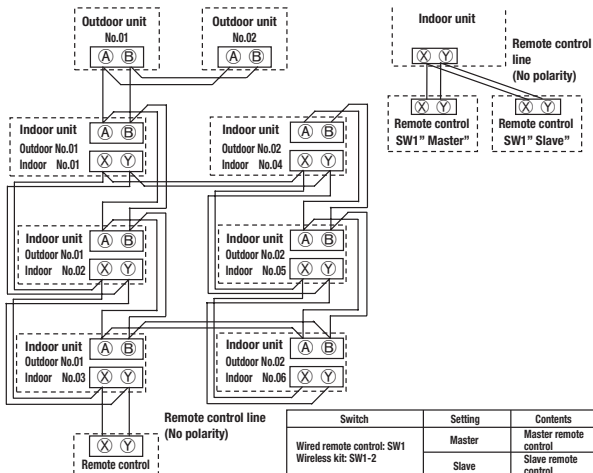 Outdoor unit
No.01
A B
Outdoor unit
No.02
A B
Indoor unit
X Y
Remote control
line
(No polarity)
X Y
Remote control
SW1" Master"
X Y
Remote control
SW1" Slave"
Indoor unit
Outdoor No.01
Indoor No.01
A B
X Y
Indoor unit
Outdoor No.02
Indoor No.04
A B
X Y
Indoor unit
Outdoor No.01
Indoor No.02
A B
X Y
Indoor unit
Outdoor No.02
Indoor No.05
A B
X Y
Indoor unit
Outdoor No.01
Indoor No.03
A B
X Y
Indoor unit
Outdoor No.02
Indoor No.06
A B
X Y
Remote control line
(No polarity)
X Y
Remote control
Switch Setting Contents
Wired remote control: SW1
Wireless kit: SW1-2
Master Master remote
control
Slave Slave remote
control